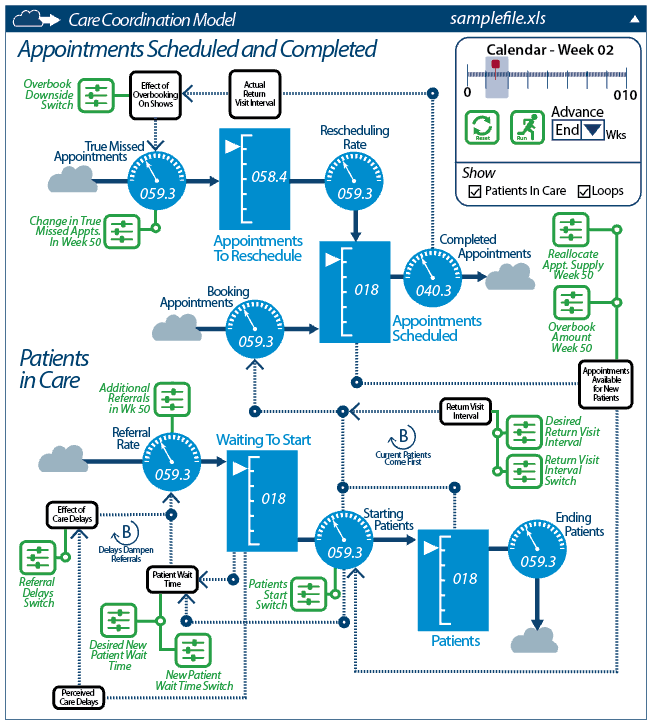 Care Coordination Model
samplefile.xls
Appointments Scheduled and Completed
Calendar - Week 02
0
010
Reset
Run
Advance
End
Wks
Show
Patients In Care
Loops
Overbook
Downside
Switch
Effect of
Overbooking
On Shows
Actual
Return
Visit Interval
True Missed
Appointments
059.3
058.4
Rescheduling
Rate
059.3
Change in True
Missed Appts.
In Week 50
Appointments
To Reschedule
018
Completed
Appointments
040.3
Reallocate
Appt. Supply
Week 50
Booking
Appointments
059.3
Appointments
Scheduled
Overbook
Amount
Week 50
Patients
in Care
Appointments
Available
for New
Patients
Additional
Referrals
in Wk 50
Return Visit
Interval
Desired
Return Visit
Interval
Return Visit
Interval
Switch
B
Current Patients
Come First
Referral
Rate
059.3
Waiting To Start
018
Effect of
Care Delays
B
Delays Dampen
Referrals
Starting
Patients
059.3
018
Patients
Ending
Patients
059.3
Referral
Delays
Switch
Patient Wait
Time
Patients
Start
Switch
Desired New
Patient Wait
Time
New Patient
Wait Time Switch
Perceived
Care Delays